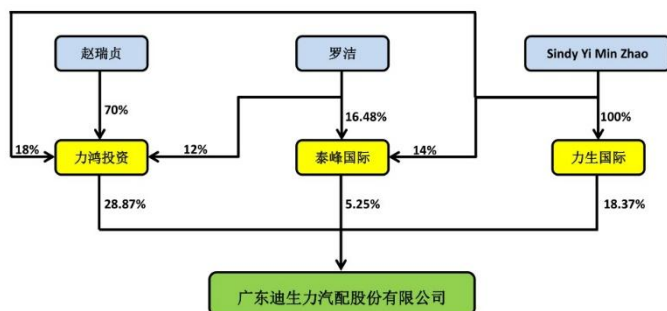 赵瑞贞
罗洁
Sindy Yi Min Zhao
70%
16.48%
100%
18%
力鸿投资
12%
泰峰国际
14%
力生国际
28.87%
5.25%
18.37%
广东迪生力汽配股份有限公司